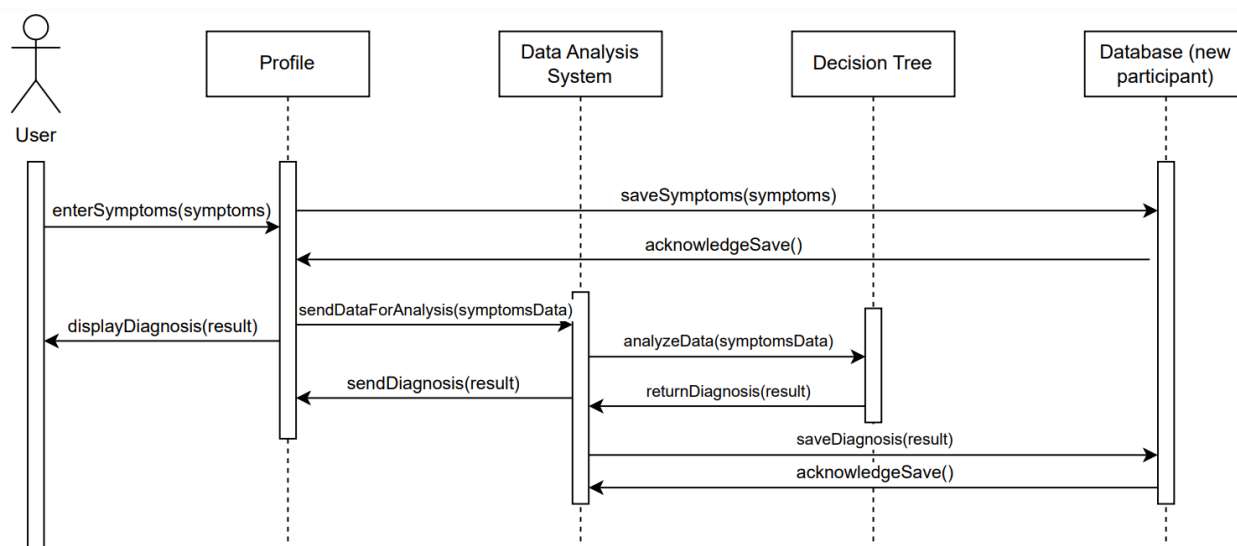 Profile
Data Analysis
System
Decision Tree
Database (new
participant)
User
saveSymptoms(symptoms)
enterSymptoms(symptoms)
acknowledgeSave()
sendDataForAnalysis(symptomsData)
displayDiagnosis(result)
analyzeData(symptomsData)
sendDiagnosis(result)
returnDiagnosis(result)
saveDiagnosis(result)
acknowledgeSave()